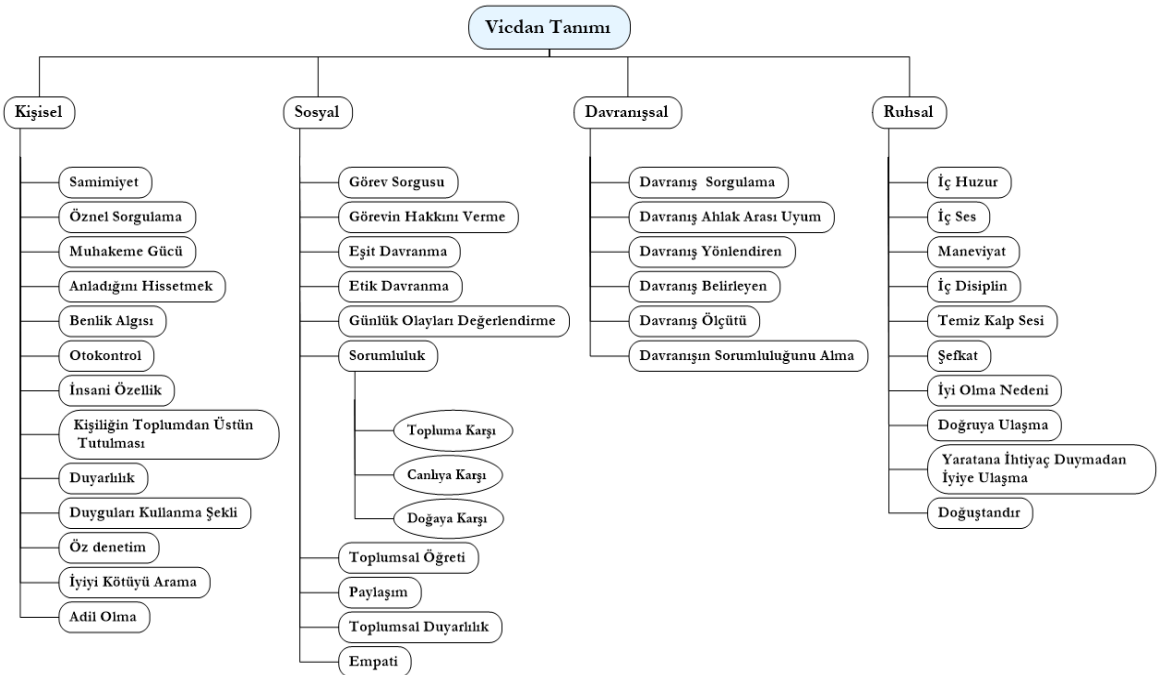 Vicdan Tanımı
Kişisel
Samimiyet
Öznel Sorgulama
Muhakeme Gücü
Anladığını Hissetmek
Benlik Algısı
Otokontrol
İnsani Özellik
Kişiliğin Toplumdan Üstün
Tutulması
Duyarlılık
Duyguları Kullanma Şekli
Öz denetim
İyiyi Kötüyü Arama
Adil Olma
Sosyal
Görev Sorgusu
Görevin Hakkını Verme
Eşit Davranma
Etik Davranma
Günlük Olayları Değerlendirme
Sorumluluk
Topluma Karşı
Canlıya Karşı
Doğaya Karşı
Toplumsal Öğreti
Paylaşım
Toplumsal Duyarlılık
Empati
Davranışsal
Davranış Sorgulama
Davranış Ahlak Arası Uyum
Davranış Yönlendiren
Davranış Belirleyen
Davranış Ölçütü
Davranışın Sorumluluğunu Alma
Ruhsal
İç Huzur
İç Ses
Maneviyat
İç Disiplin
Temiz Kalp Sesi
Şefkat
İyi Olma Nedeni
Doğruya Ulaşma
Yaratana İhtiyaç Duymadan
İyiye Ulaşma
Doğuştandır